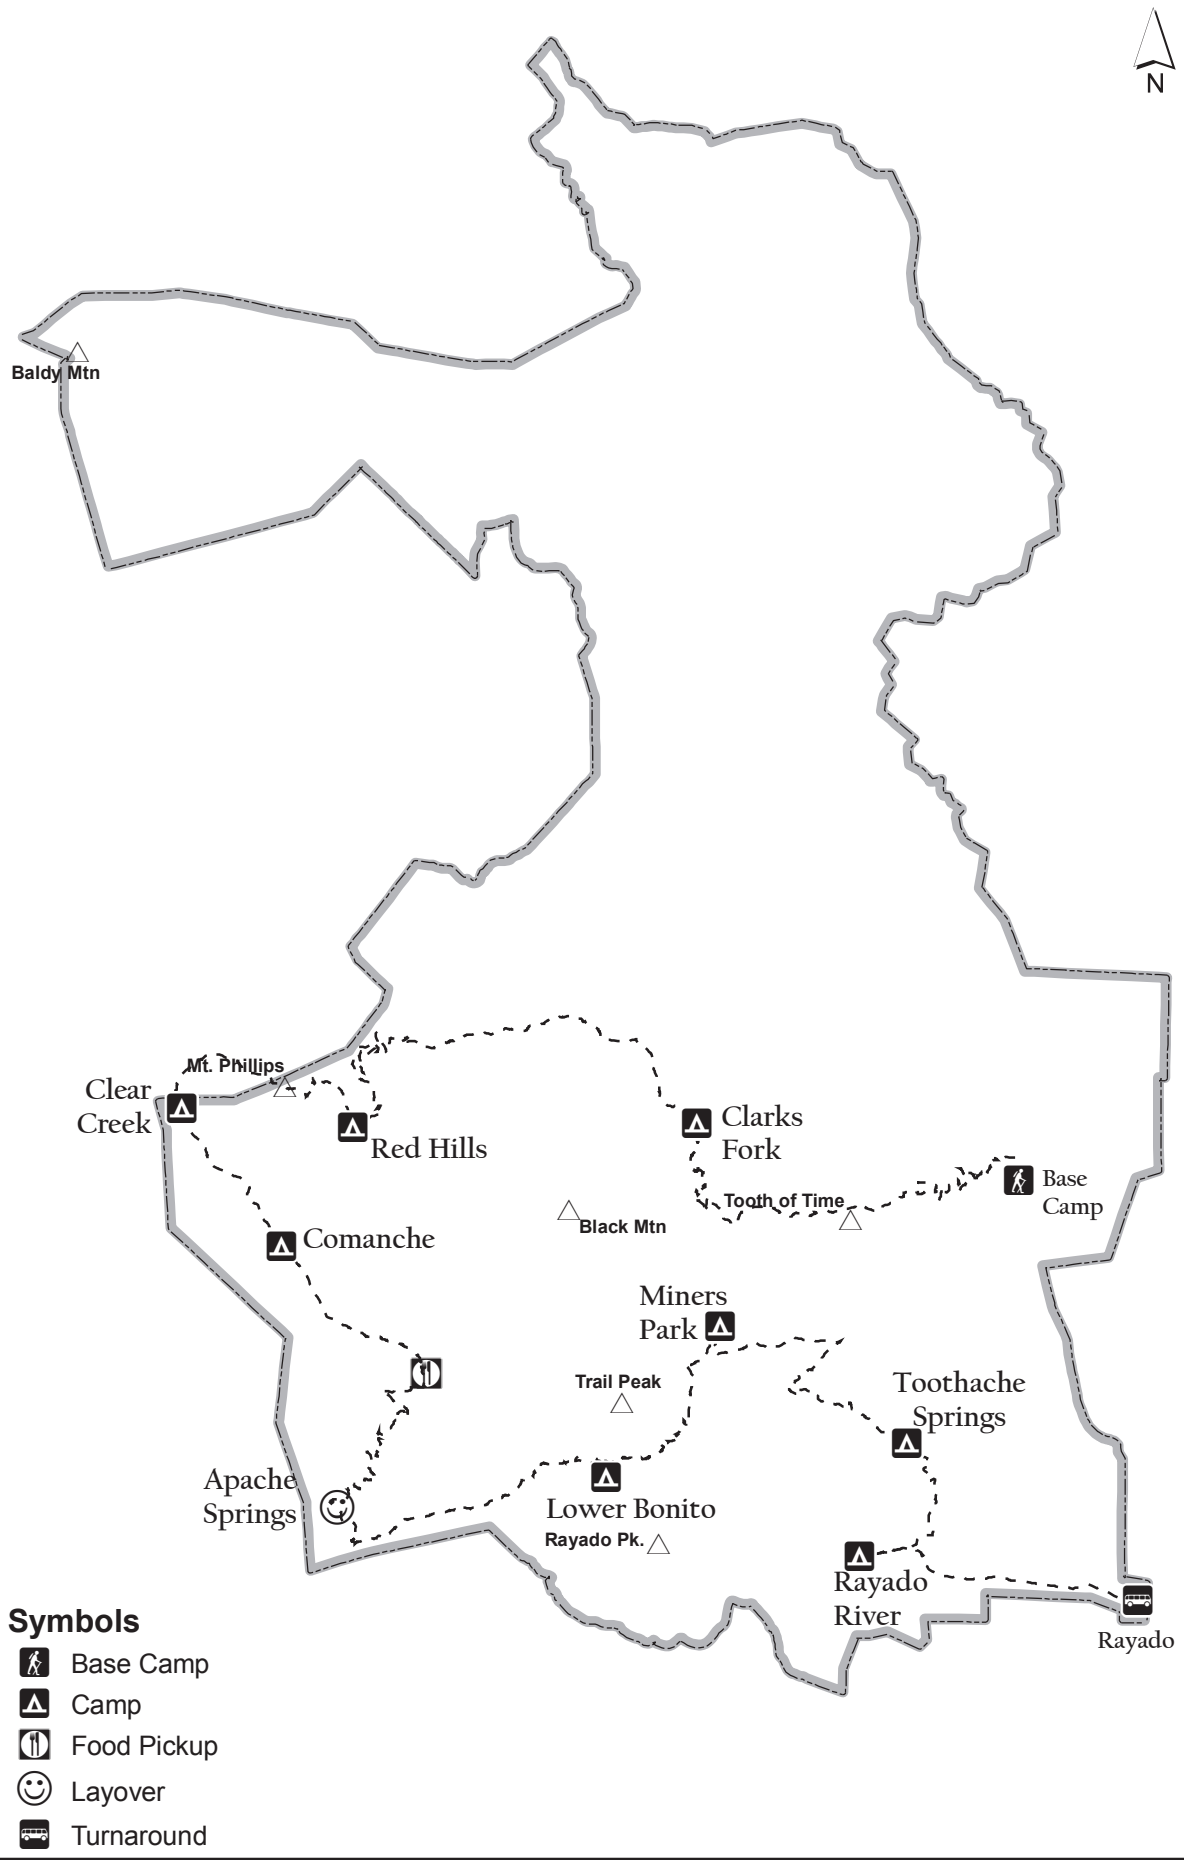 N
Baldy Mtn
Mt. Phillips
Clear
Creek
Red Hills
Clarks
Fork
Tooth of Time
Base
Camp
Black Mtn
Comanche
Miners
Park
Trail Peak
Toothache
Springs
Apache
Springs
Lower Bonito
Rayado Pk.
Rayado
River
Rayado
Symbols
Base Camp
Camp
Food Pickup
Layover
Turnaround